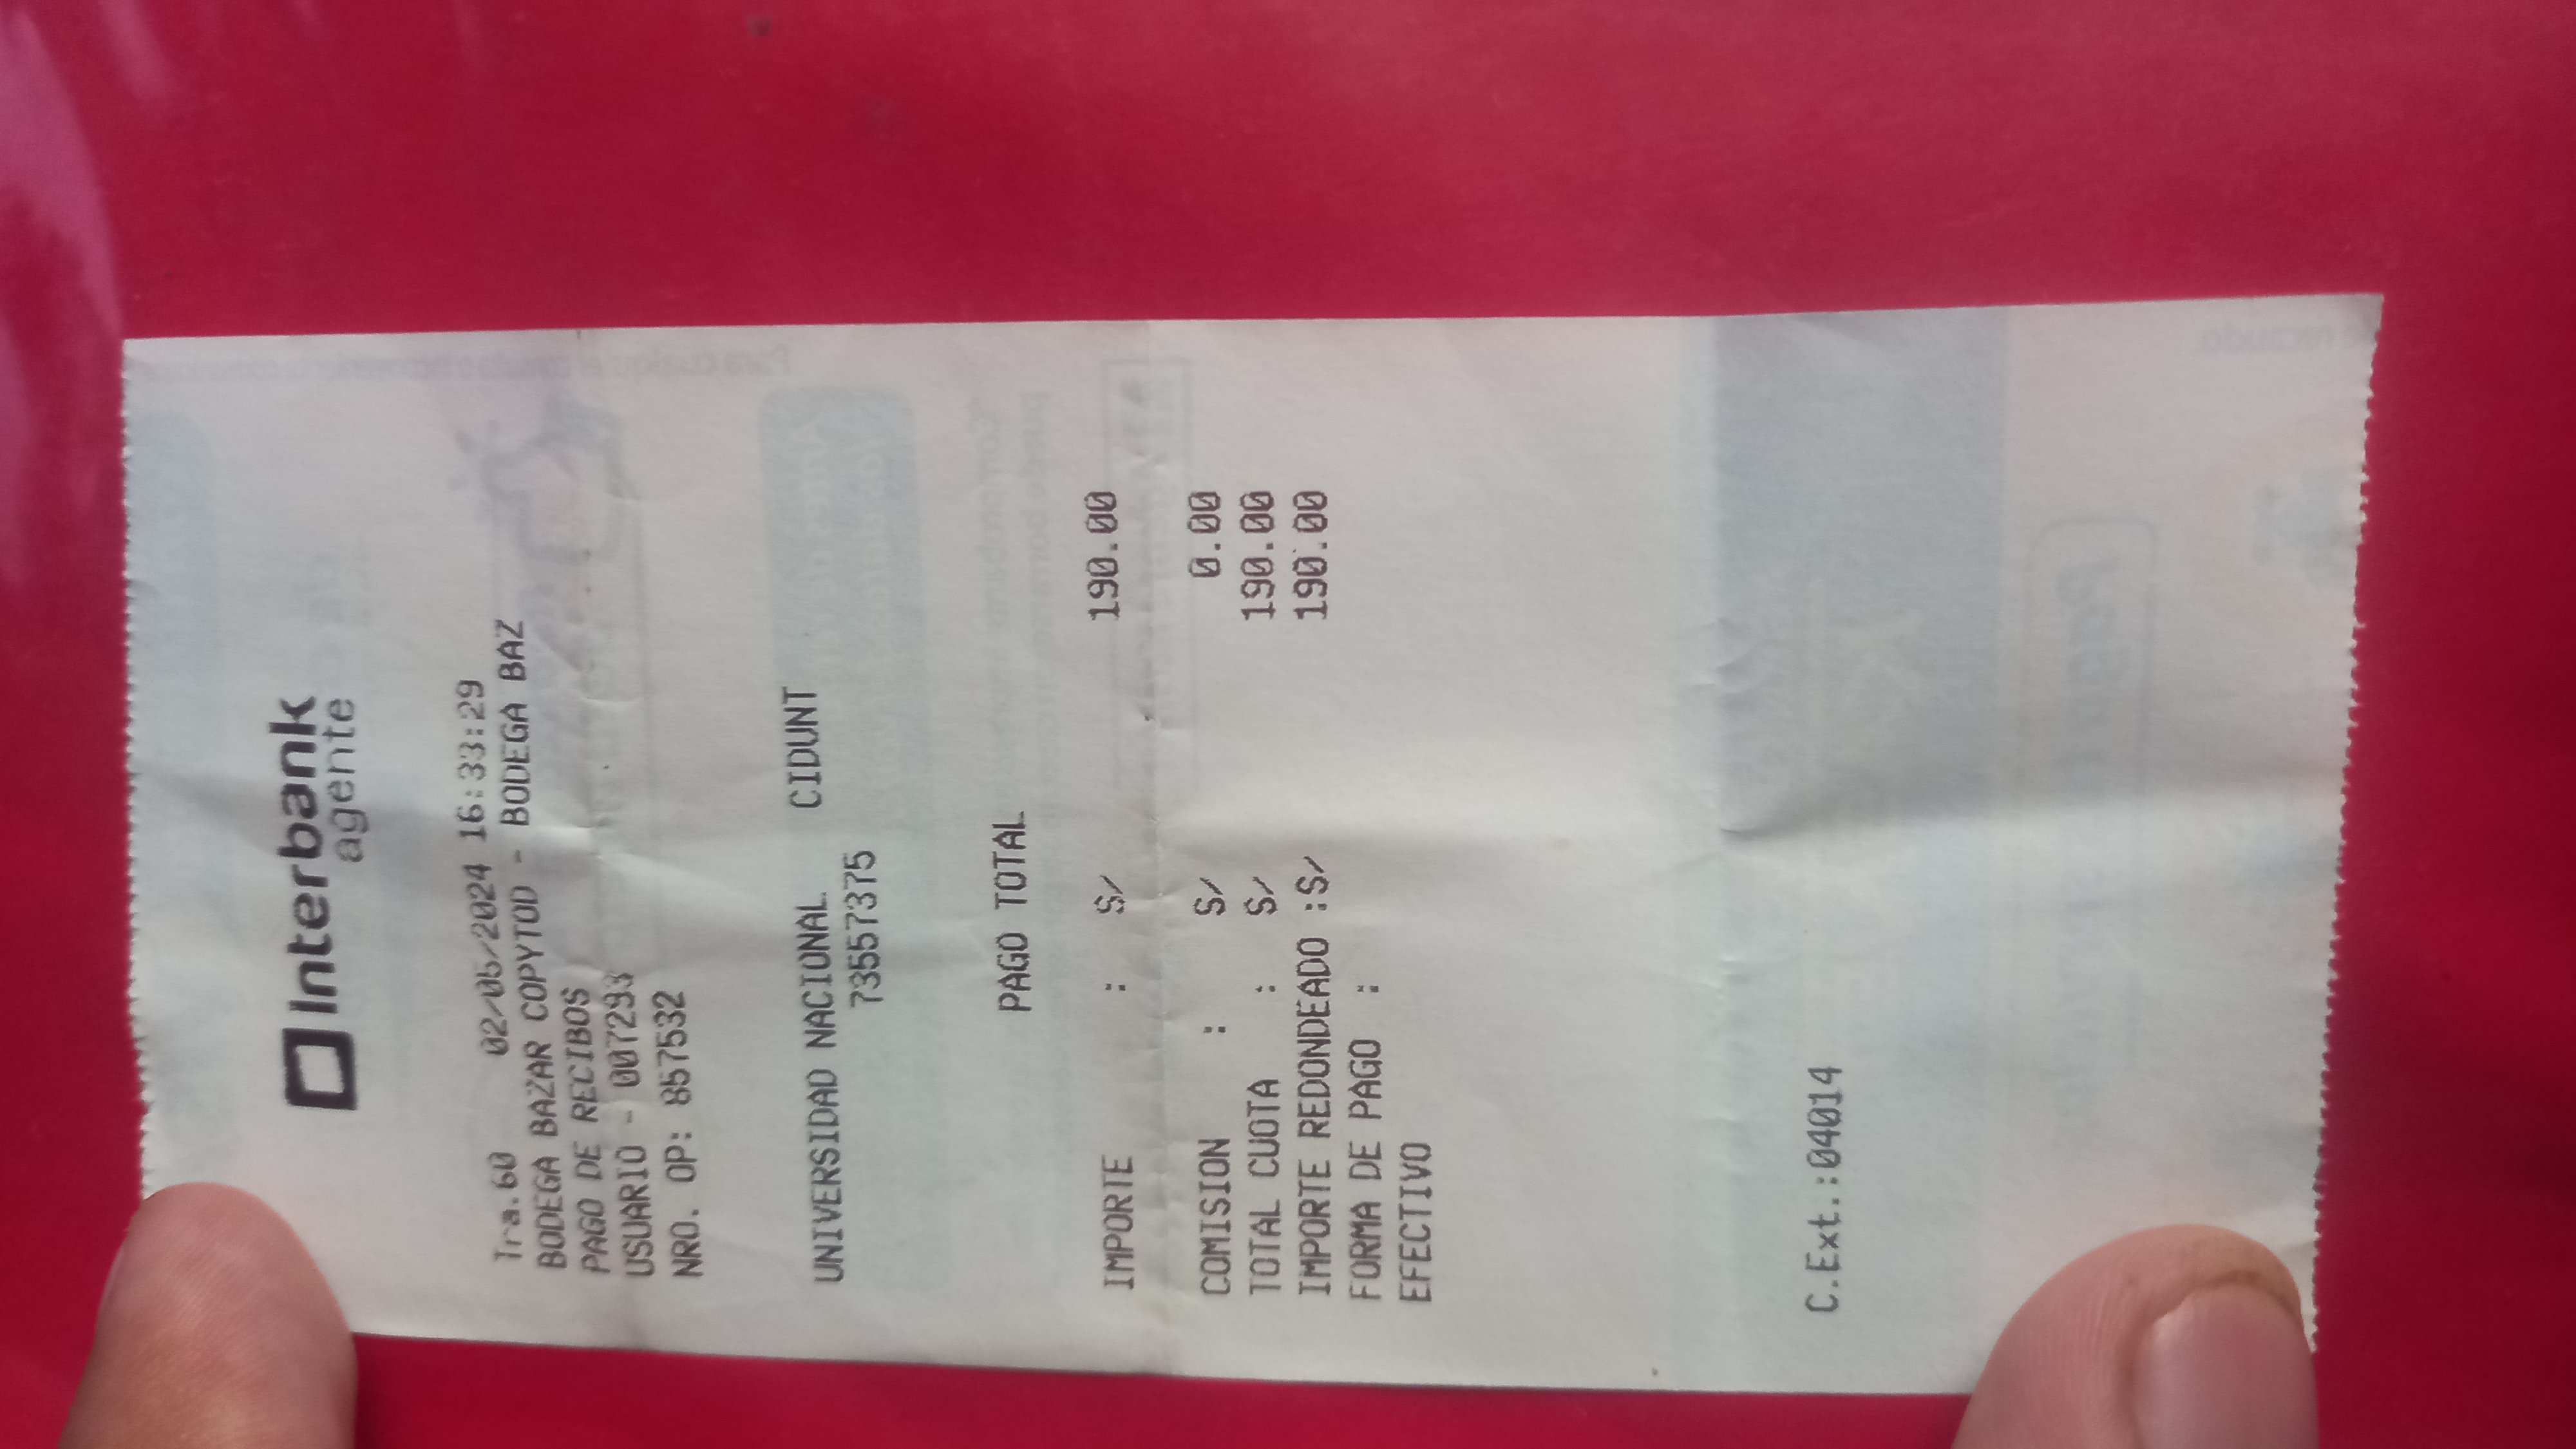 Interbank
agente
Tra.60 02/05/2024 16:33:29
BODEGA BAZAR COPYTOD - BODEGA BAZ
PAGO DE RECIBOS
USUARIO - 007293
NRO. OP: 857532
UNIVERSIDAD NACIONAL CIDUNT
73557375
PAGO TOTAL
IMPORTE : S/ 190.00
COMISION : S/ 0.00
TOTAL CUOTA : S/ 190.00
IMPORTE REDONDEADO :S/ 190.00
FORMA DE PAGO :
EFECTIVO
C.Ext.:04014